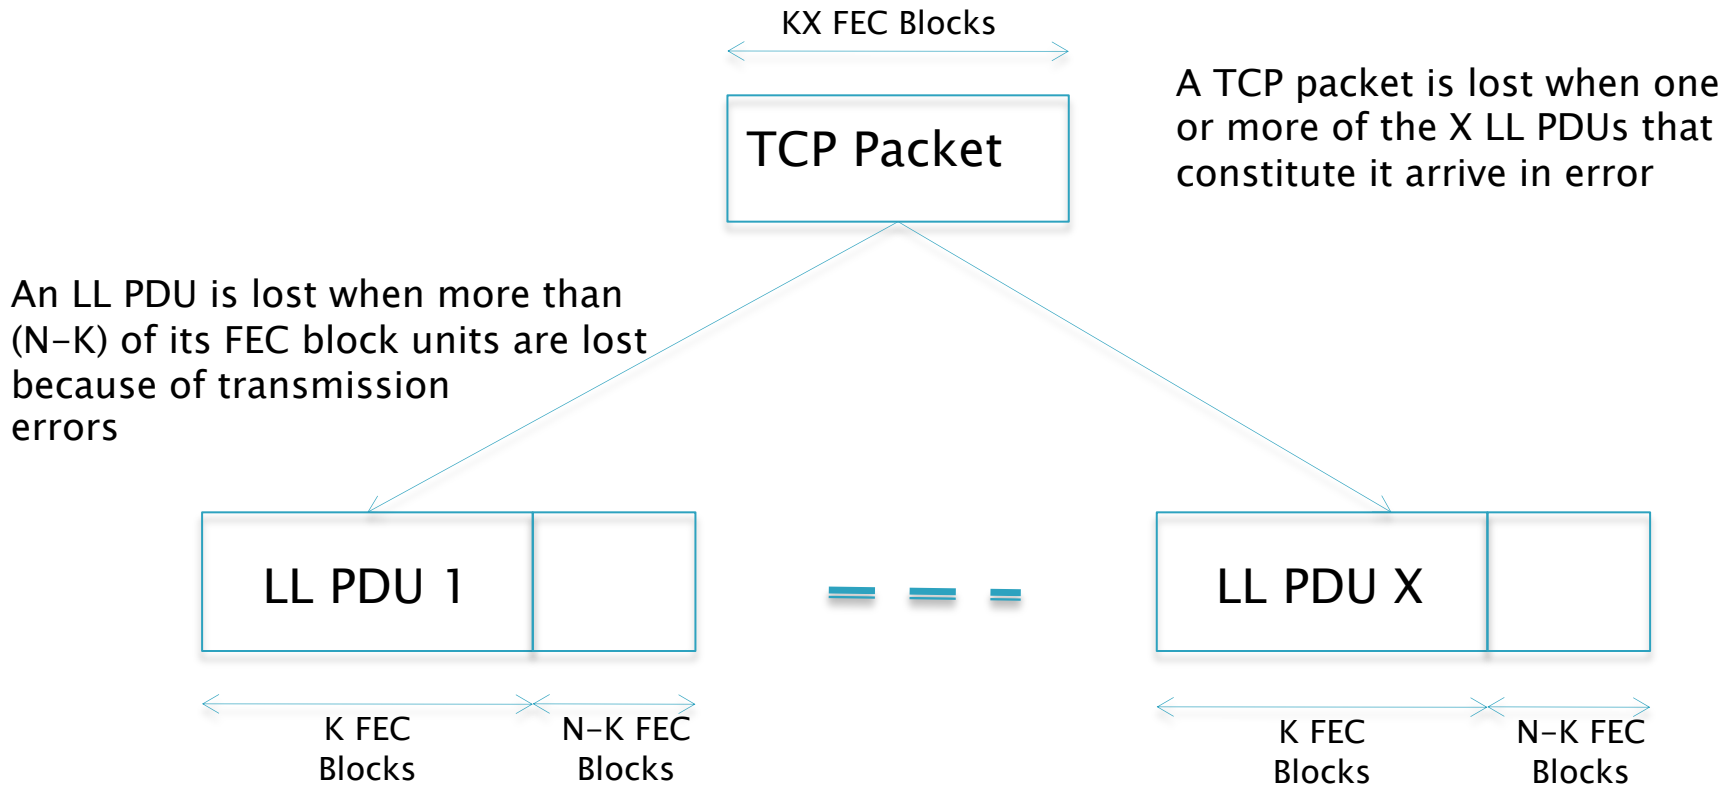 KX FEC Blocks
TCP Packet
A TCP packet is lost when one
or more of the X LL PDUs that
constitute it arrive in error
An LL PDU is lost when more than
(N-K) of its FEC block units are lost
because of transmission
errors
LL PDU 1
LL PDU X
K FEC
Blocks
N-K FEC
Blocks
K FEC
Blocks
N-K FEC
Blocks